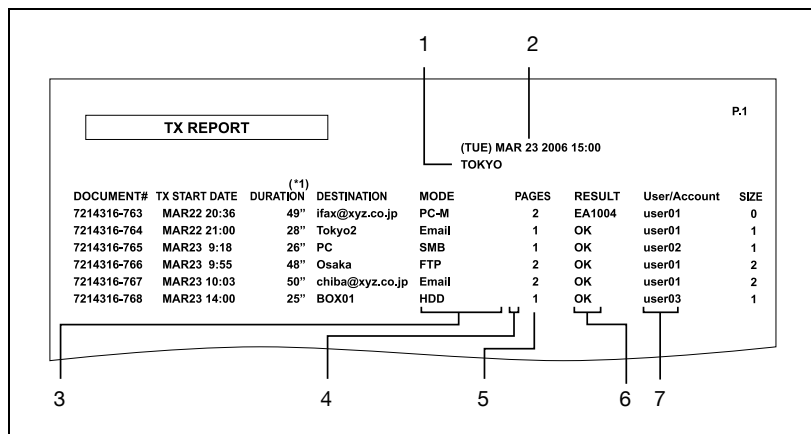 1 2
P.1
TX REPORT
(TUE) MAR 23 2006 15:00
TOKYO
(*1)
DOCUMENT# TX START DATE DURATION DESTINATION MODE PAGES RESULT User/Account SIZE
7214316-763 MAR22 20:36 49" ifax@xyz.co.jp PC-M 2 EA1004 user01 0
7214316-764 MAR22 21:00 28" Tokyo2 Email 1 OK user01 1
7214316-765 MAR23 9:18 26" PC SMB 1 OK user02 1
7214316-766 MAR23 9:55 48" Osaka FTP 2 OK user01 2
7214316-767 MAR23 10:03 50" chiba@xyz.co.jp Email 2 OK user01 2
7214316-768 MAR23 14:00 25" BOX01 HDD 1 OK user03 1
3 4 5 6 7